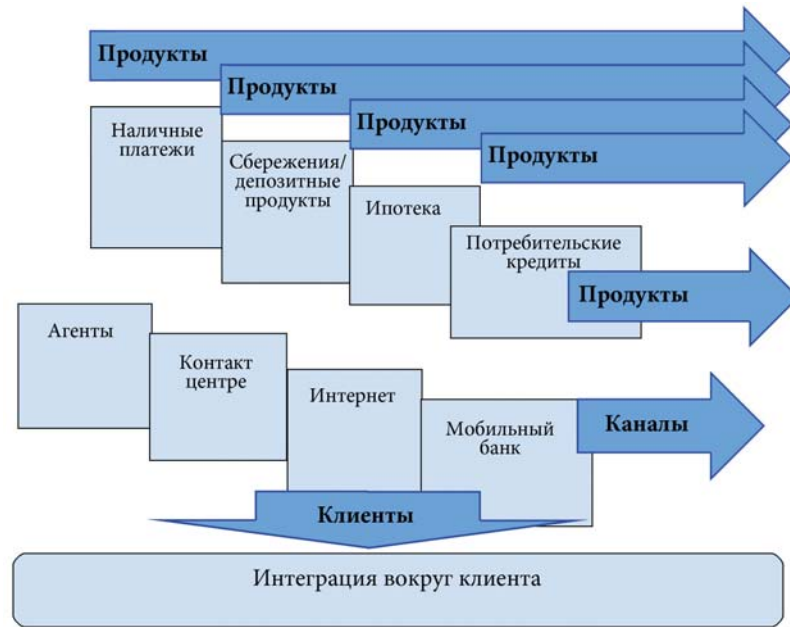 Продукты
Продукты
Продукты
Продукты
Наличные
платежи
Сбережения/
депозитные
продукты
Ипотека
Потребительские
кредиты
Продукты
Агенты
Контакт
центре
Интернет
Мобильный
банк
Каналы
Клиенты
Интеграция вокруг клиента